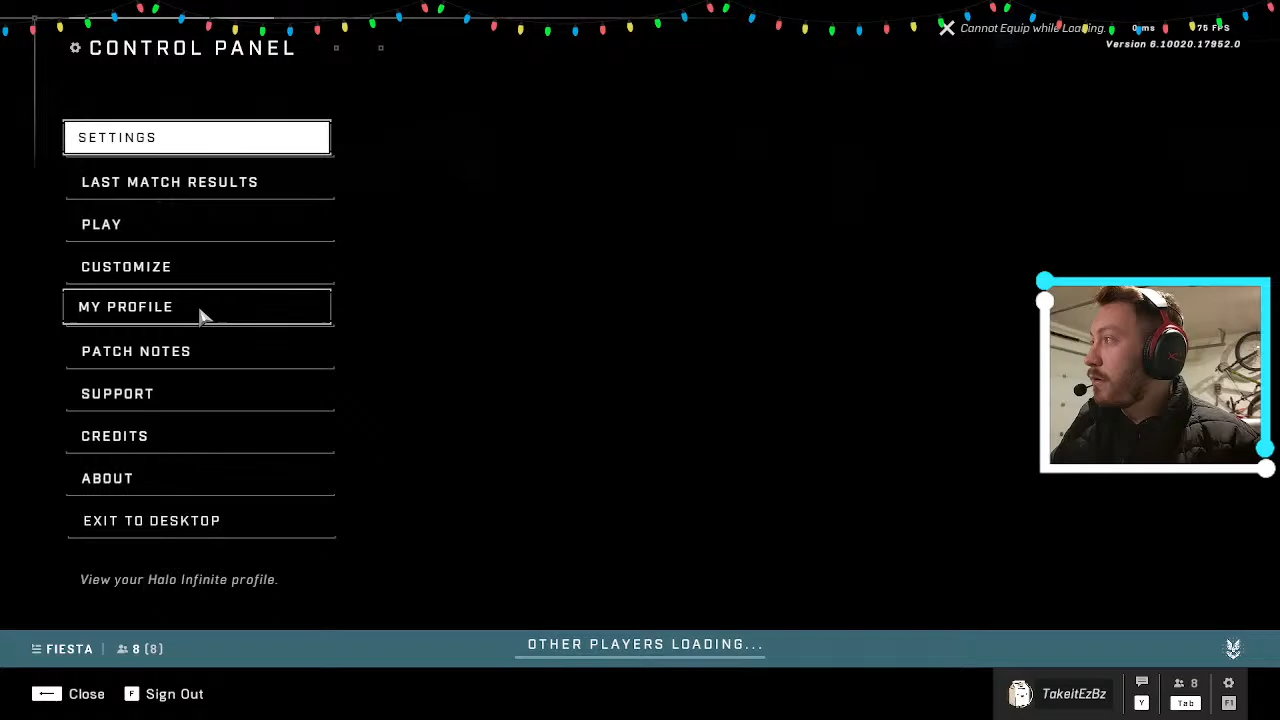 CONTROL PANEL
Cannot Equip while Loading.
0 ms
75 FPS
Version 6.10020.17952.0
SETTINGS
LAST MATCH RESULTS
PLAY
CUSTOMIZE
MY PROFILE
PATCH NOTES
SUPPORT
CREDITS
ABOUT
EXIT TO DESKTOP
View your Halo Infinite profile.
FIESTA
8 (8)
OTHER PLAYERS LOADING...
Close
F Sign Out
TakeitEzBz
Y
8
Tab
F1